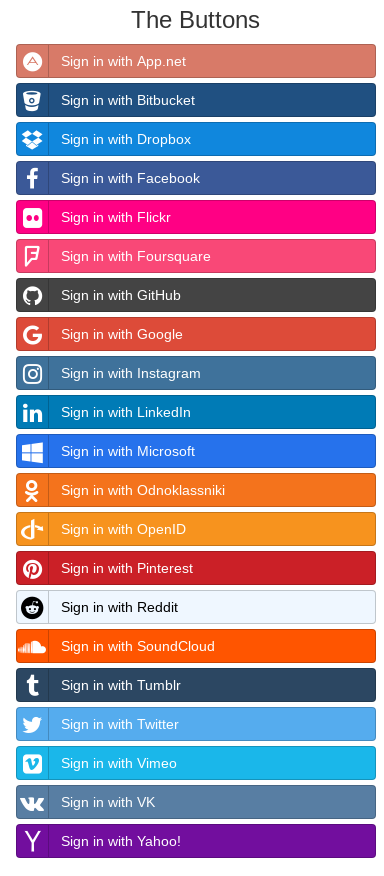 The Buttons
Sign in with App.net
Sign in with Bitbucket
Sign in with Dropbox
Sign in with Facebook
Sign in with Flickr
Sign in with Foursquare
Sign in with GitHub
Sign in with Google
Sign in with Instagram
Sign in with LinkedIn
Sign in with Microsoft
Sign in with Odnoklassniki
Sign in with OpenID
Sign in with Pinterest
Sign in with Reddit
Sign in with SoundCloud
Sign in with Tumblr
Sign in with Twitter
Sign in with Vimeo
Sign in with VK
Sign in with Yahoo!